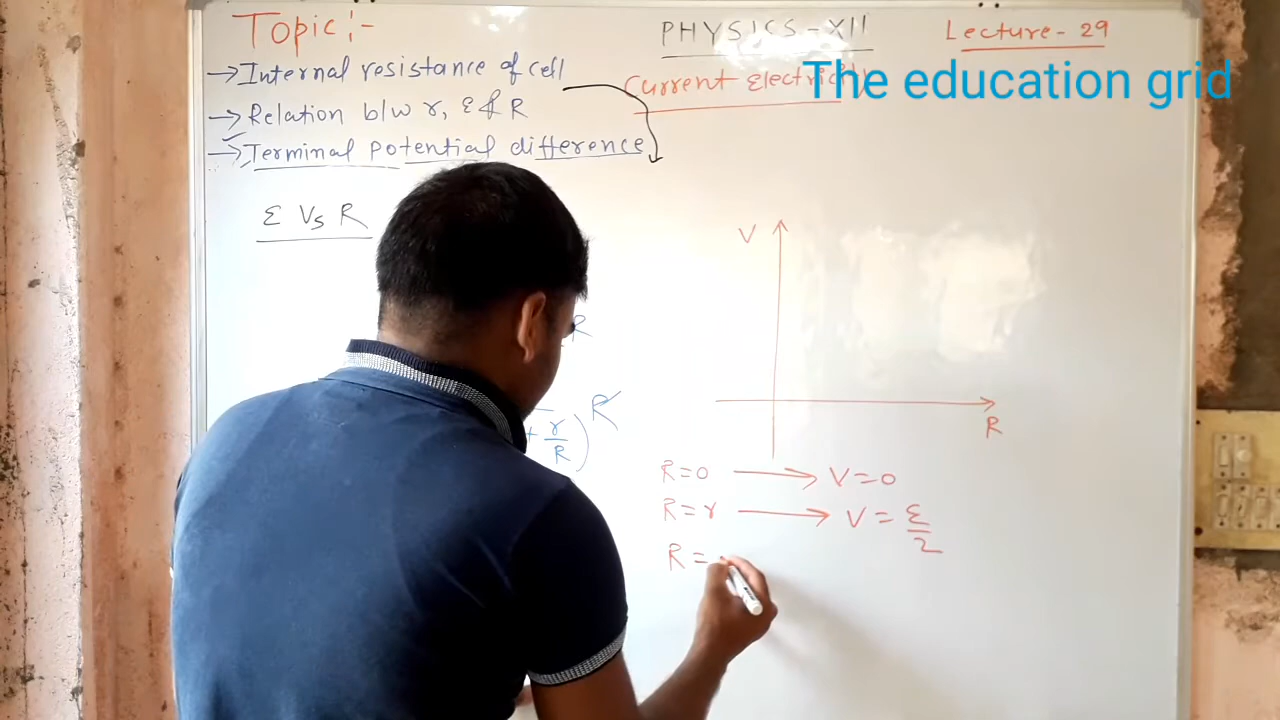 Topic :-
→ Internal resistance of cell
→ Relation b/w r, ε & R
→ Terminal potential difference
PHYSICS - XII
Lecture - 29
Current Electricity
The education grid
ε Vs R
R
+ r/R) R
V
R
R = 0 → V = 0
R = r → V = ε/2
R =